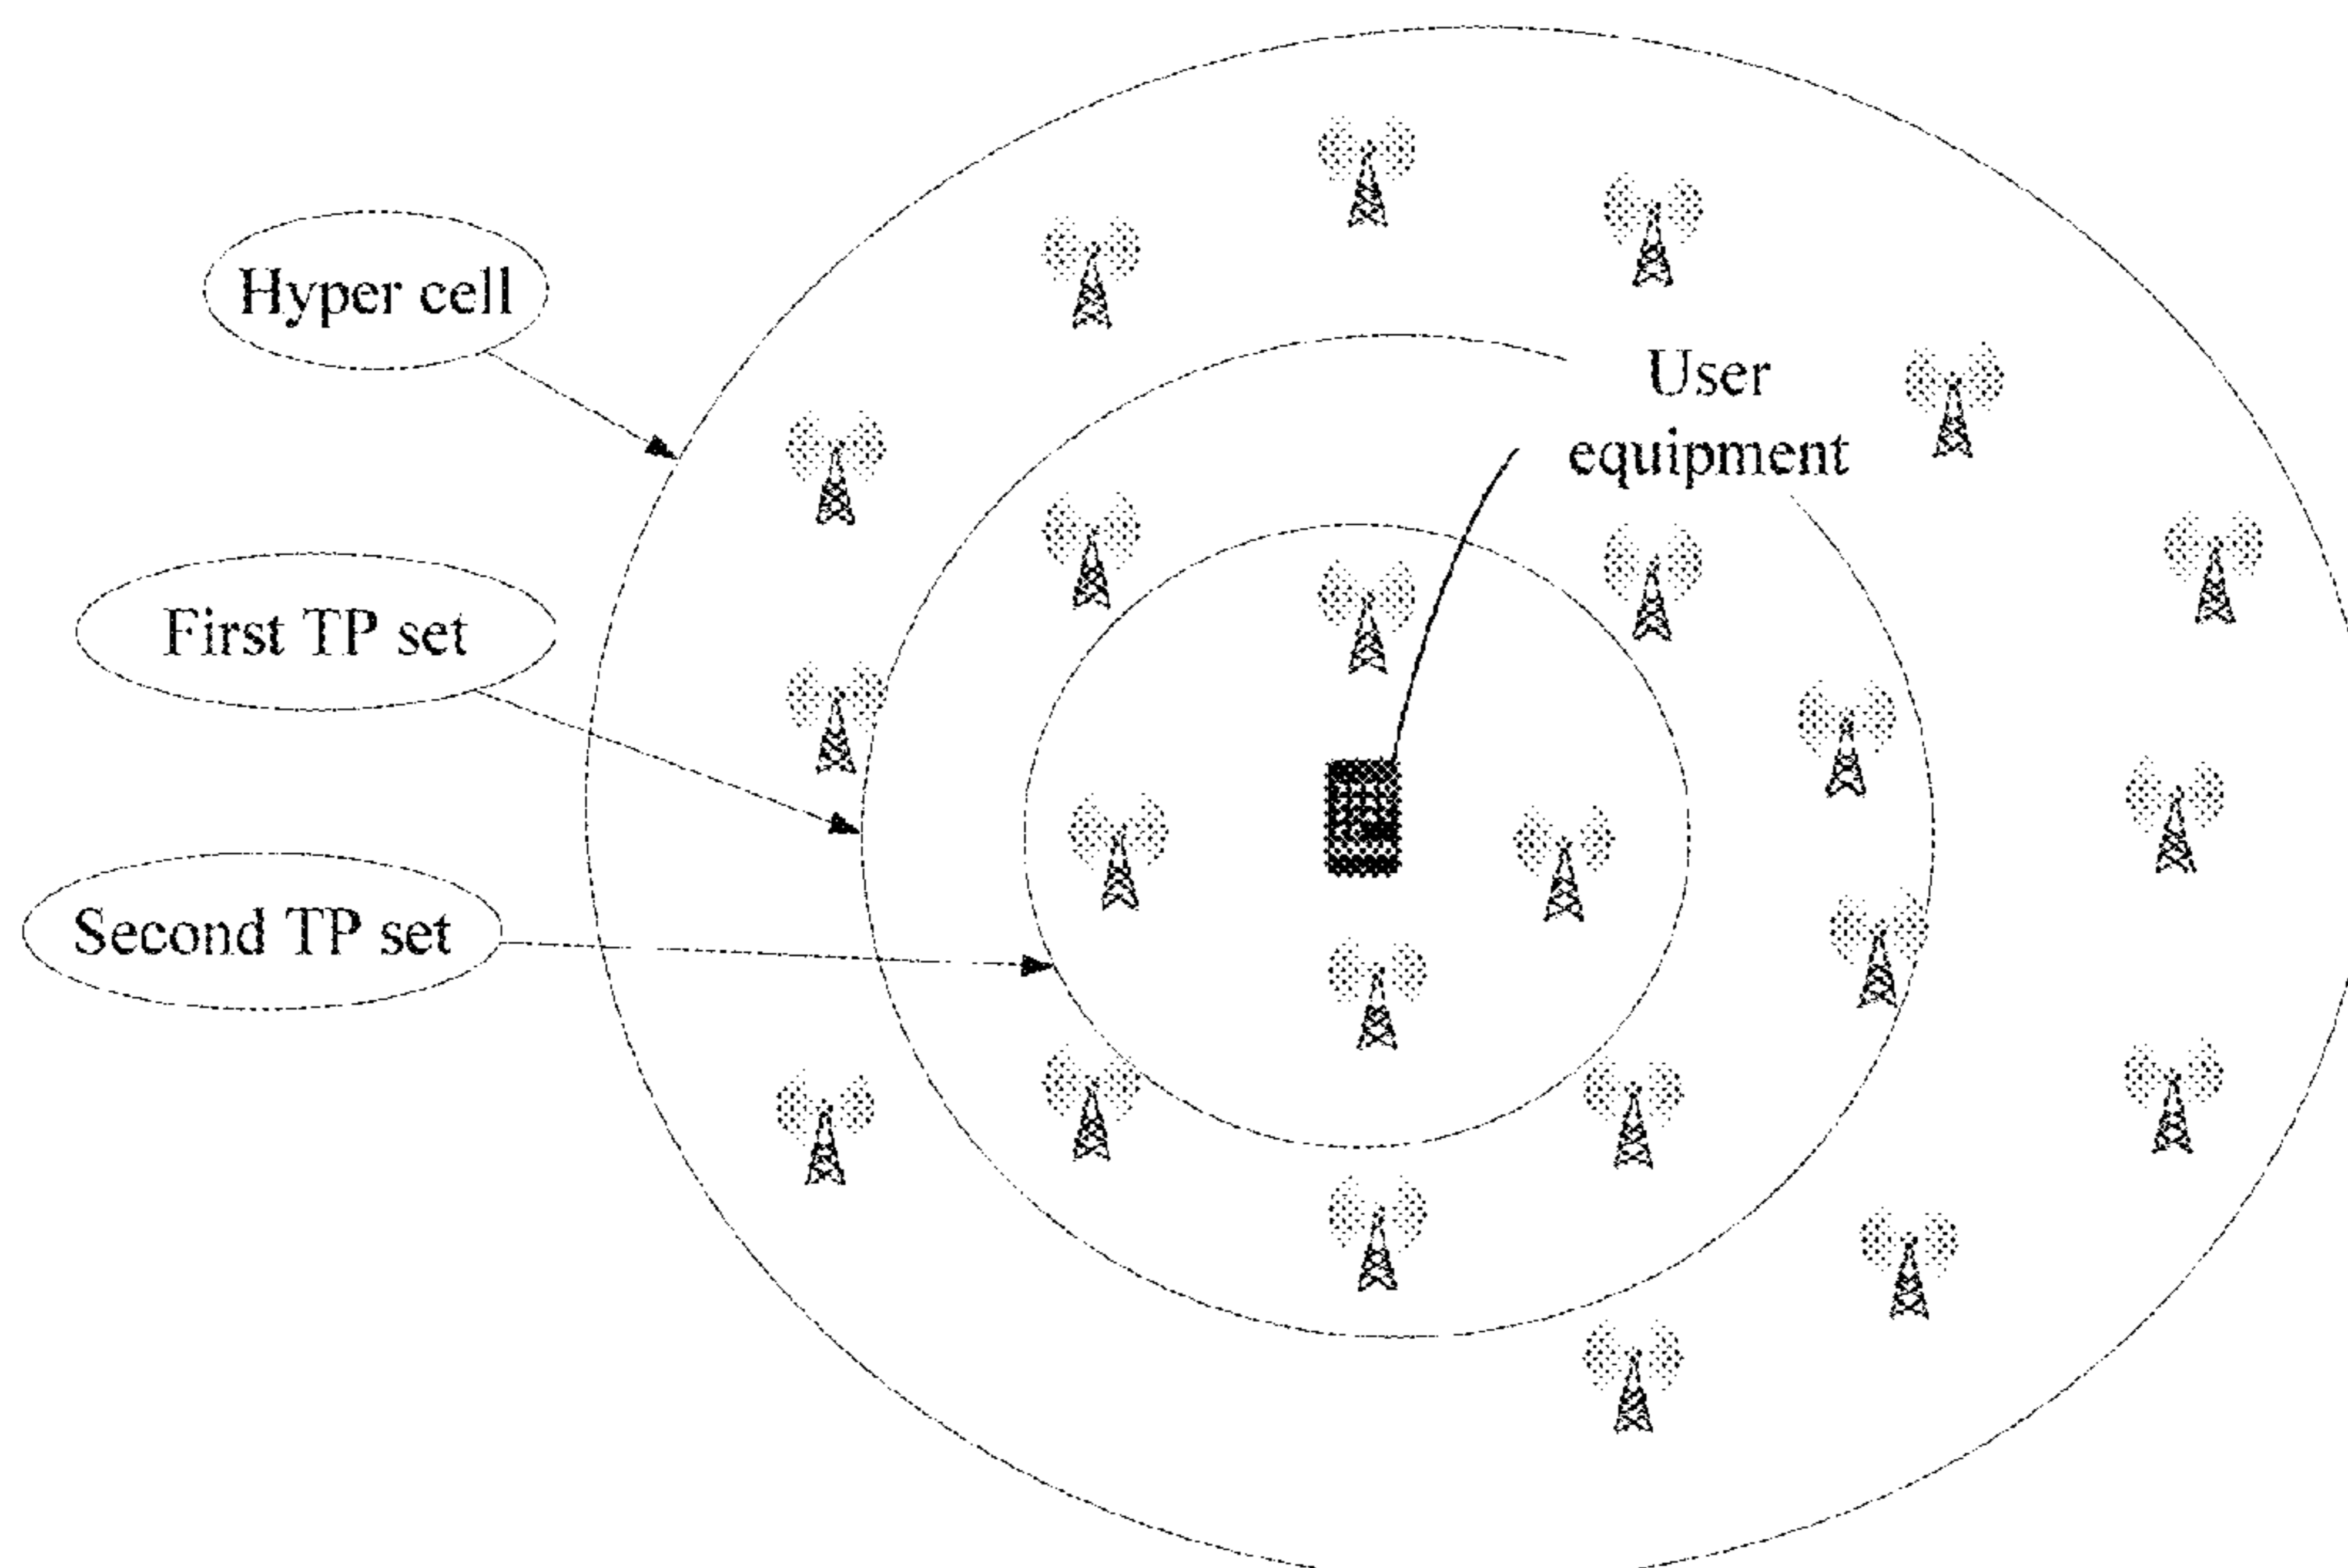 Hyper cell
User
equipment
First TP set
Second TP set